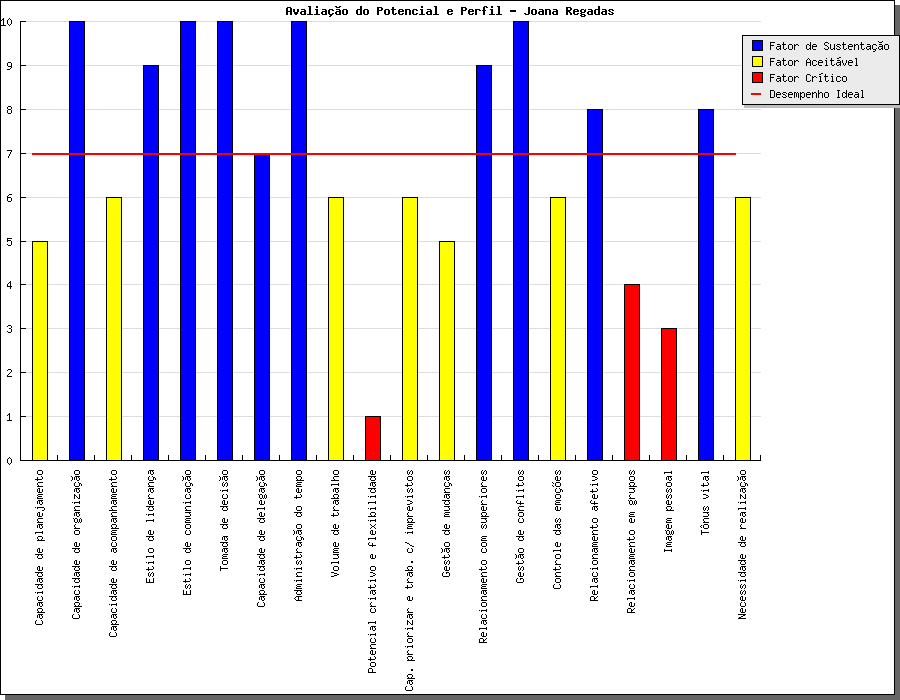 Avaliação do Potencial e Perfil - Joana Regadas
Fator de Sustentação
Fator Aceitável
Fator Crítico
Desempenho Ideal
10
9
8
7
6
5
4
3
2
1
0
Capacidade de planejamento
Capacidade de organização
Capacidade de acompanhamento
Estilo de liderança
Estilo de comunicação
Tomada de decisão
Capacidade de delegação
Administração do tempo
Volume de trabalho
Potencial criativo e flexibilidade
Cap. priorizar e trab. c/ imprevistos
Gestão de mudanças
Relacionamento com superiores
Gestão de conflitos
Controle das emoções
Relacionamento afetivo
Relacionamento em grupos
Imagem pessoal
Tônus vital
Necessidade de realização